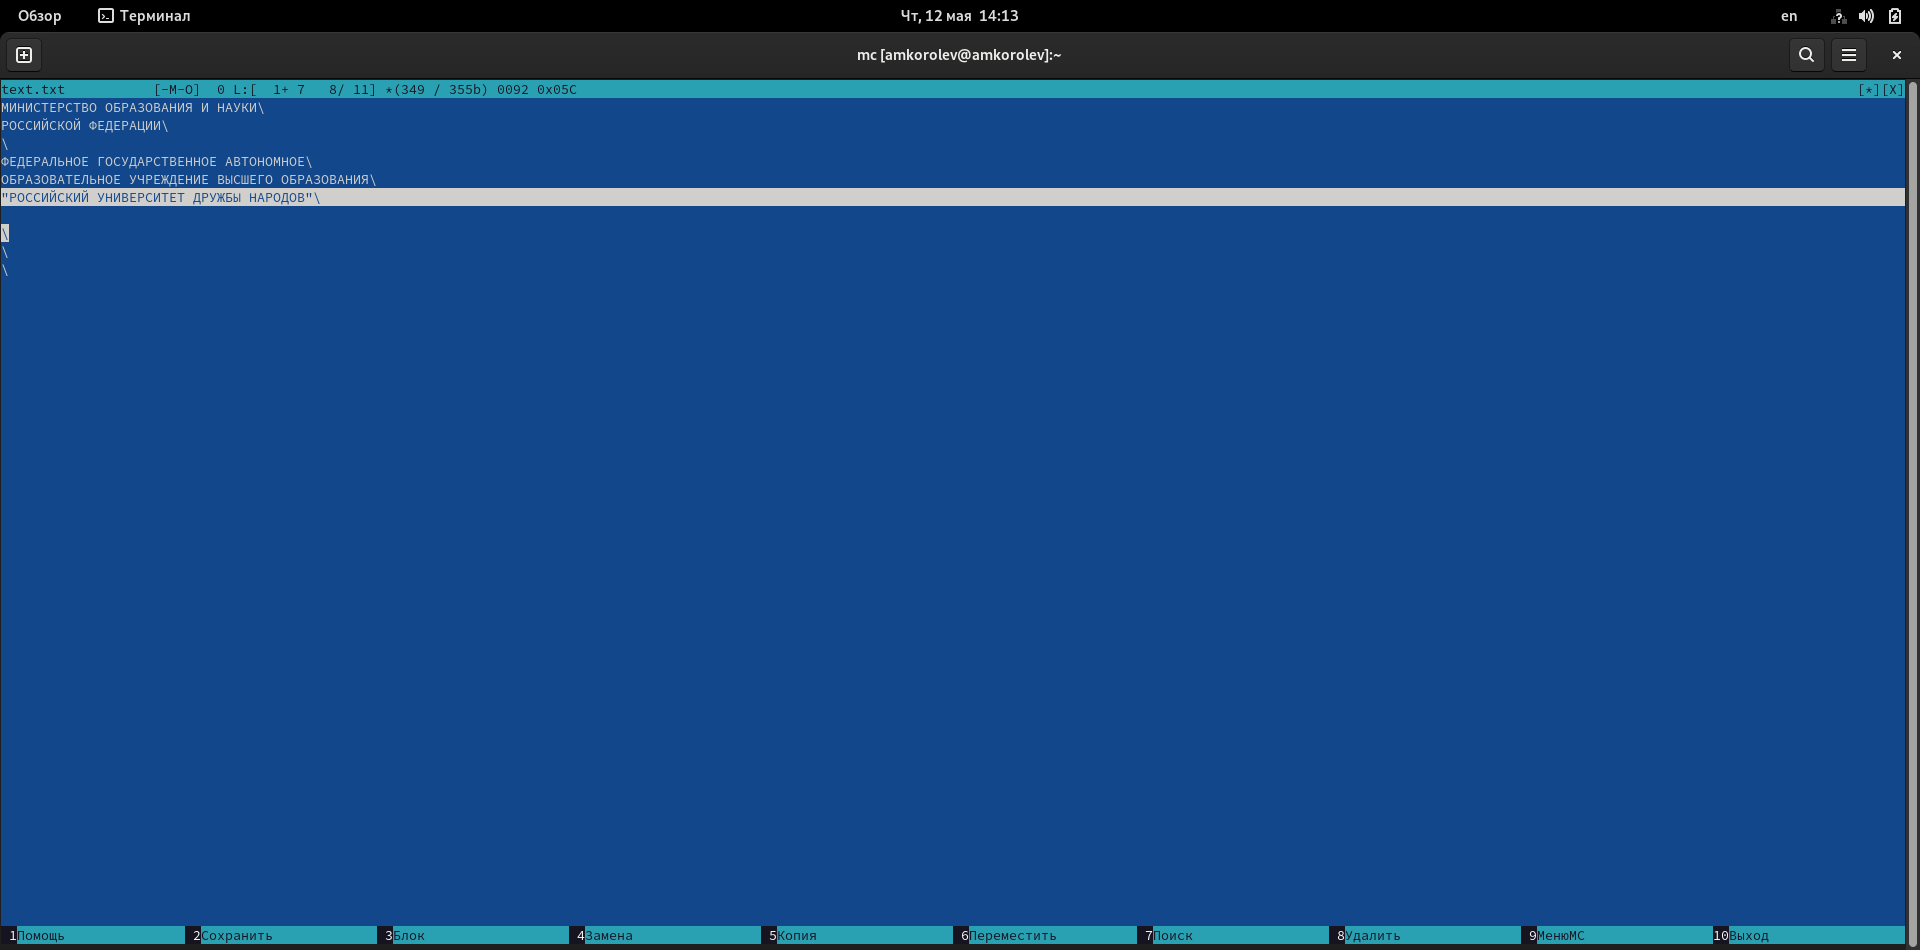 Обзор Терминал Чт, 12 мая 14:13 en
mc [amkorolev@amkorolev]:~
text.txt [-M-O] 0 L:[ 1+ 7 8/ 11] *(349 / 355b) 0092 0x05C [*][X]
МИНИСТЕРСТВО ОБРАЗОВАНИЯ И НАУКИ\
РОССИЙСКОЙ ФЕДЕРАЦИИ\
\
ФЕДЕРАЛЬНОЕ ГОСУДАРСТВЕННОЕ АВТОНОМНОЕ\
ОБРАЗОВАТЕЛЬНОЕ УЧРЕЖДЕНИЕ ВЫСШЕГО ОБРАЗОВАНИЯ\
"РОССИЙСКИЙ УНИВЕРСИТЕТ ДРУЖБЫ НАРОДОВ"\
\
\
\
1Помощь 2Сохранить 3Блок 4Замена 5Копия 6Переместить 7Поиск 8Удалить 9МенюMC 10Выход